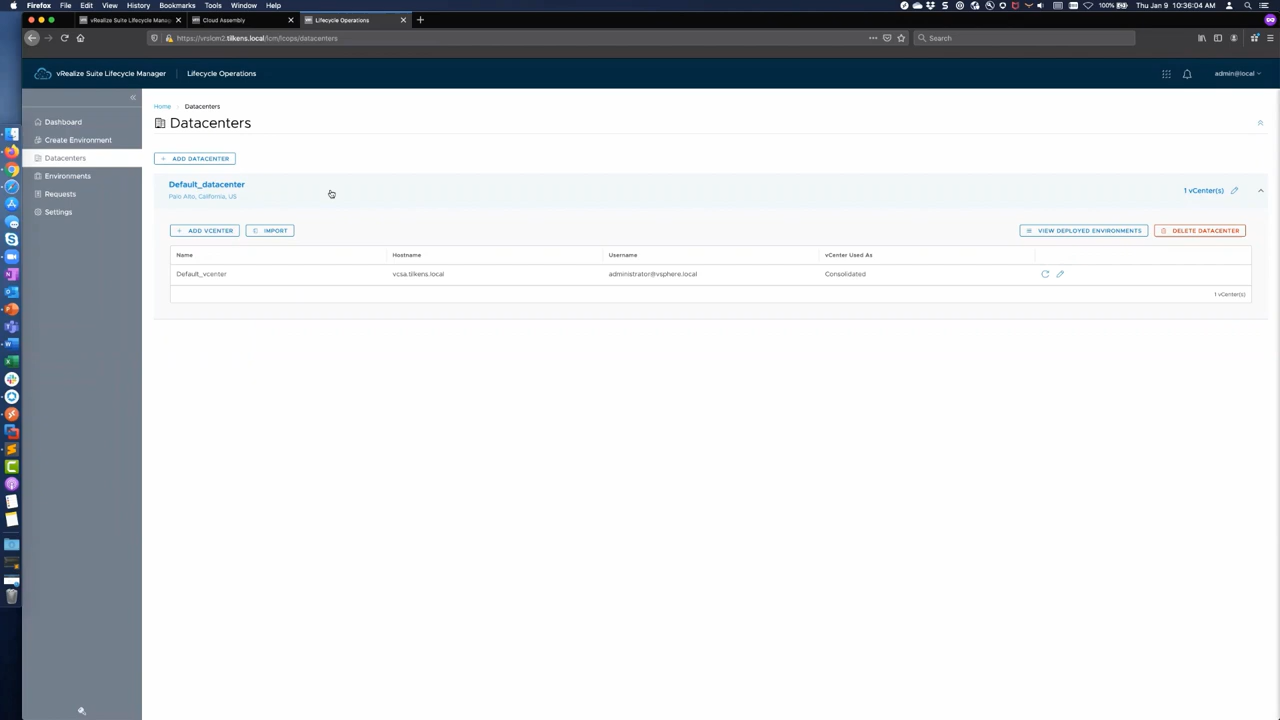 Firefox File Edit View History Bookmarks Tools Window Help
100% Thu Jan 9 10:36:04 AM
vRealize Suite Lifecycle Manag
Cloud Assembly
Lifecycle Operations
https://vrslcm2.tilkens.local/lcm/lcops/datacenters
Search
vRealize Suite Lifecycle Manager
Lifecycle Operations
admin@local
Dashboard
Create Environment
Datacenters
Environments
Requests
Settings
Home > Datacenters
Datacenters
+ ADD DATACENTER
Default_datacenter
Palo Alto, California, US
1 vCenter(s)
+ ADD VCENTER
IMPORT
VIEW DEPLOYED ENVIRONMENTS
DELETE DATACENTER
Name Hostname Username vCenter Used As
Default_vcenter vcsa.tilkens.local administrator@vsphere.local Consolidated
1 vCenter(s)